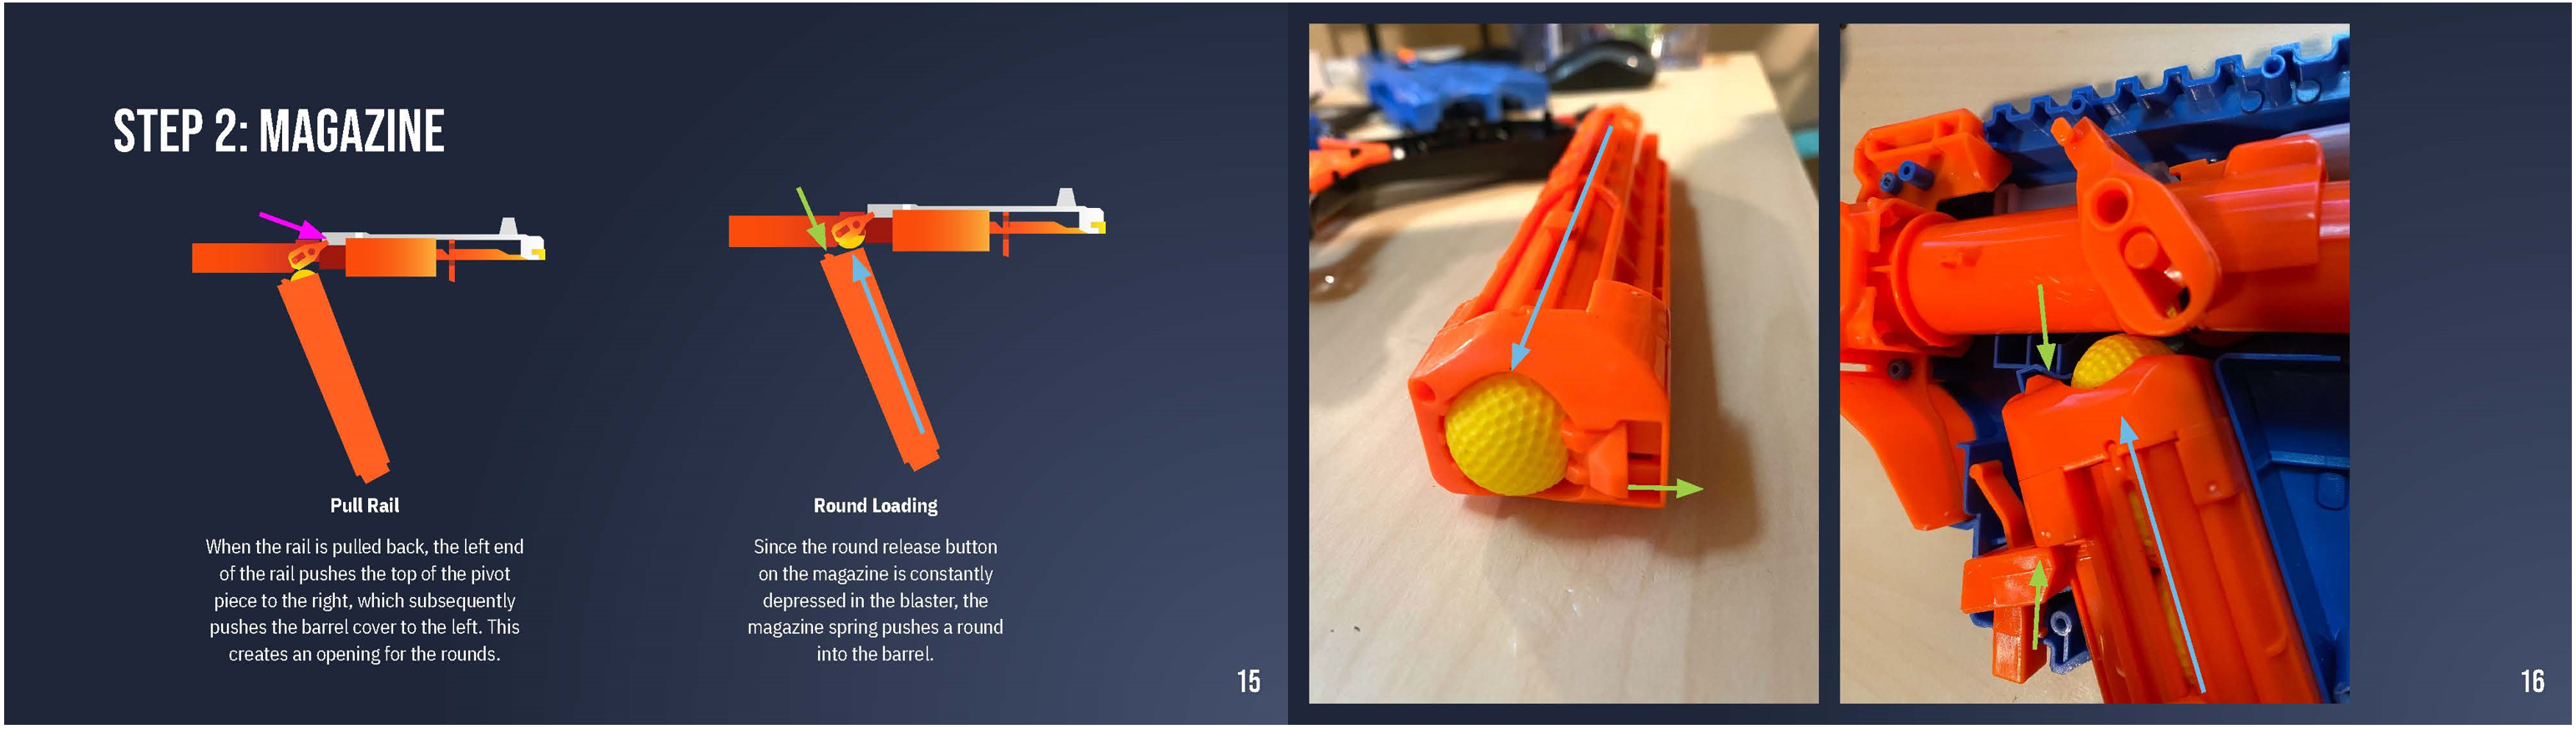 STEP 2: MAGAZINE
Pull Rail
When the rail is pulled back, the left end
of the rail pushes the top of the pivot
piece to the right, which subsequently
pushes the barrel cover to the left. This
creates an opening for the rounds.
Round Loading
Since the round release button
on the magazine is constantly
depressed in the blaster, the
magazine spring pushes a round
into the barrel.
15
16